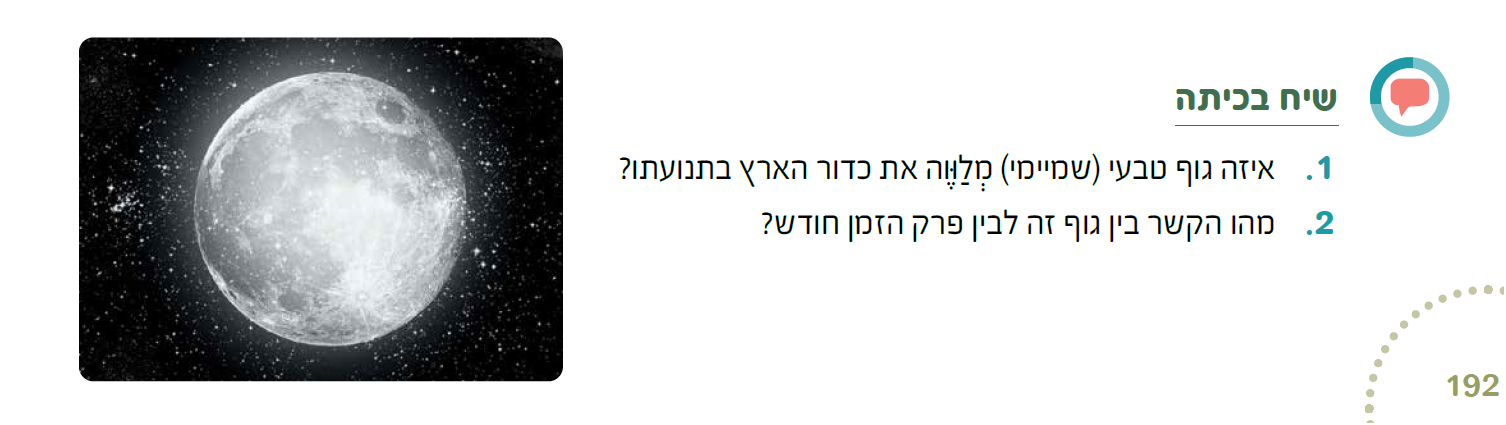 שיח בכיתה
1. איזה גוף טבעי (שמיימי) מְלַוֶּוה את כדור הארץ בתנועתו?
2. מהו הקשר בין גוף זה לבין פרק הזמן חודש?
192